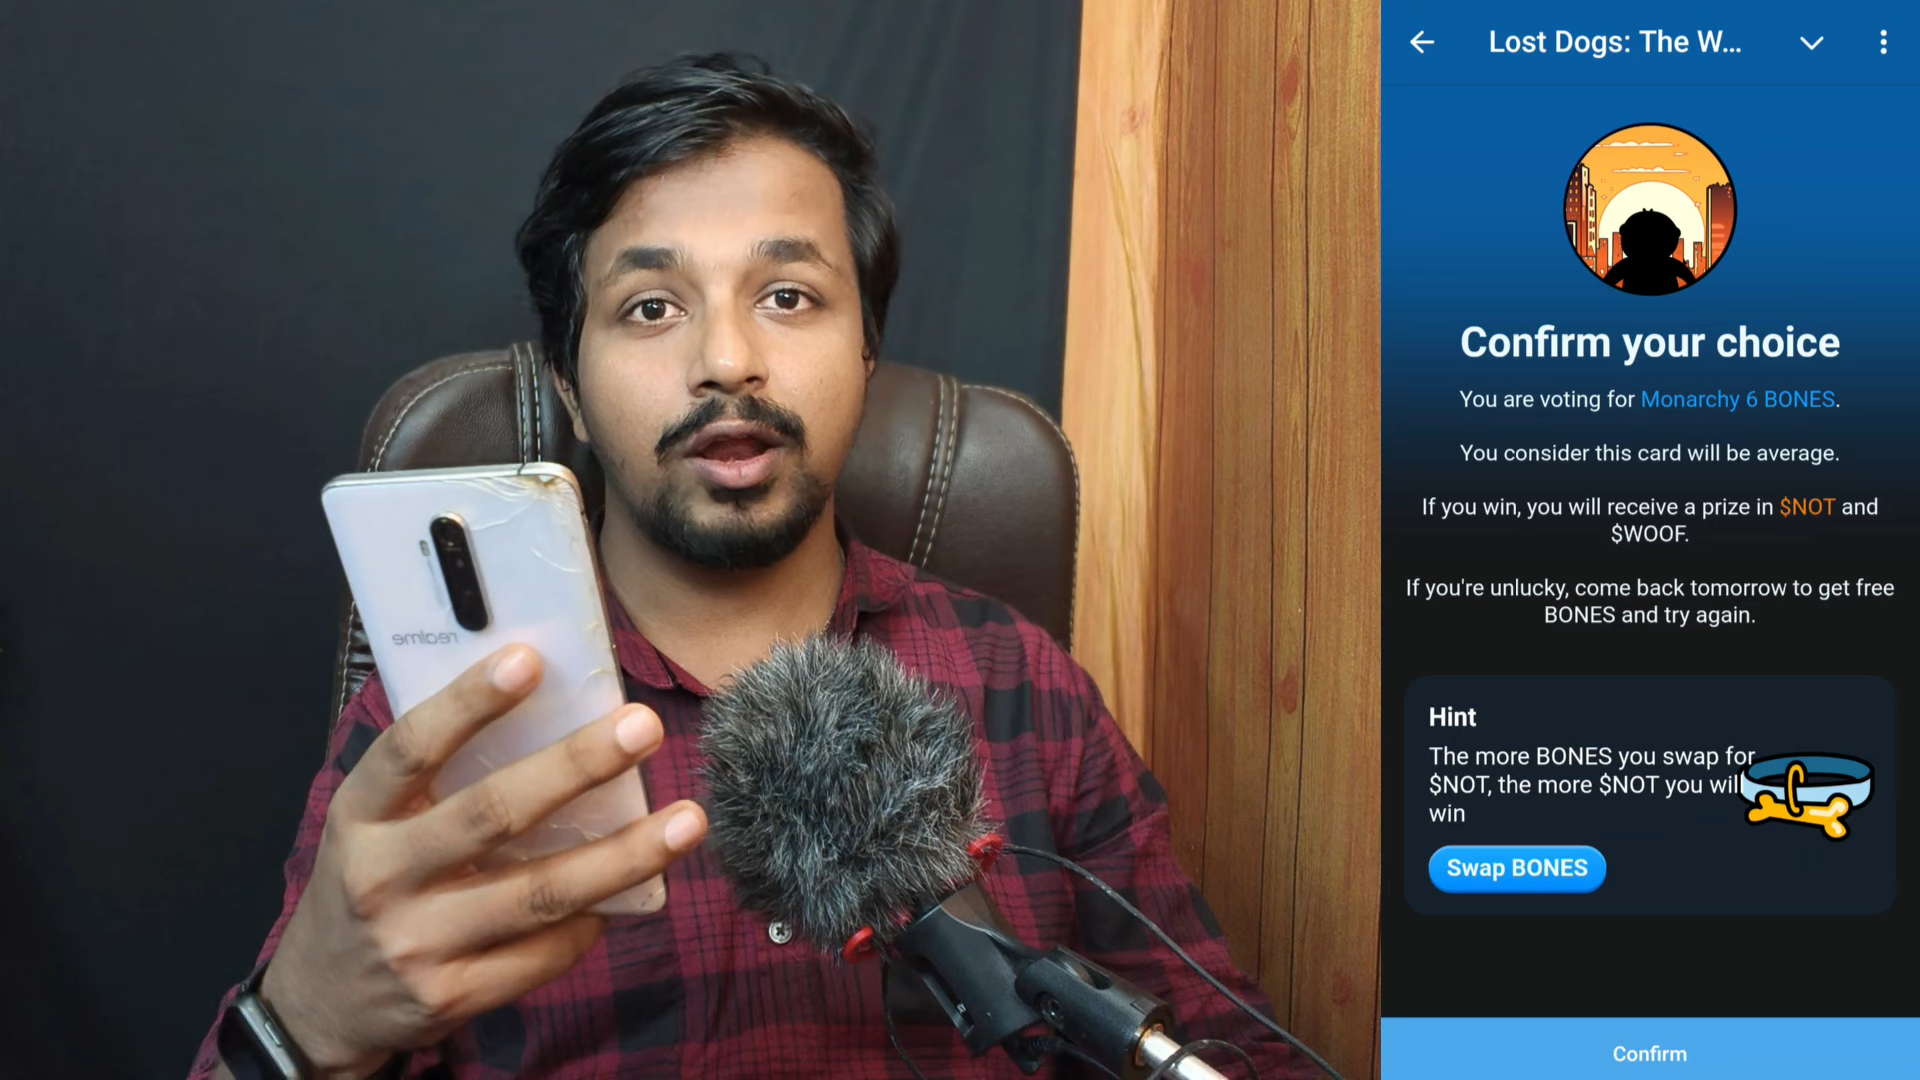 realme
Lost Dogs: The W...
Confirm your choice
You are voting for Monarchy 6 BONES.
You consider this card will be average.
If you win, you will receive a prize in $NOT and
$WOOF.
If you're unlucky, come back tomorrow to get free
BONES and try again.
Hint
The more BONES you swap for
$NOT, the more $NOT you will
win
Swap BONES
Confirm